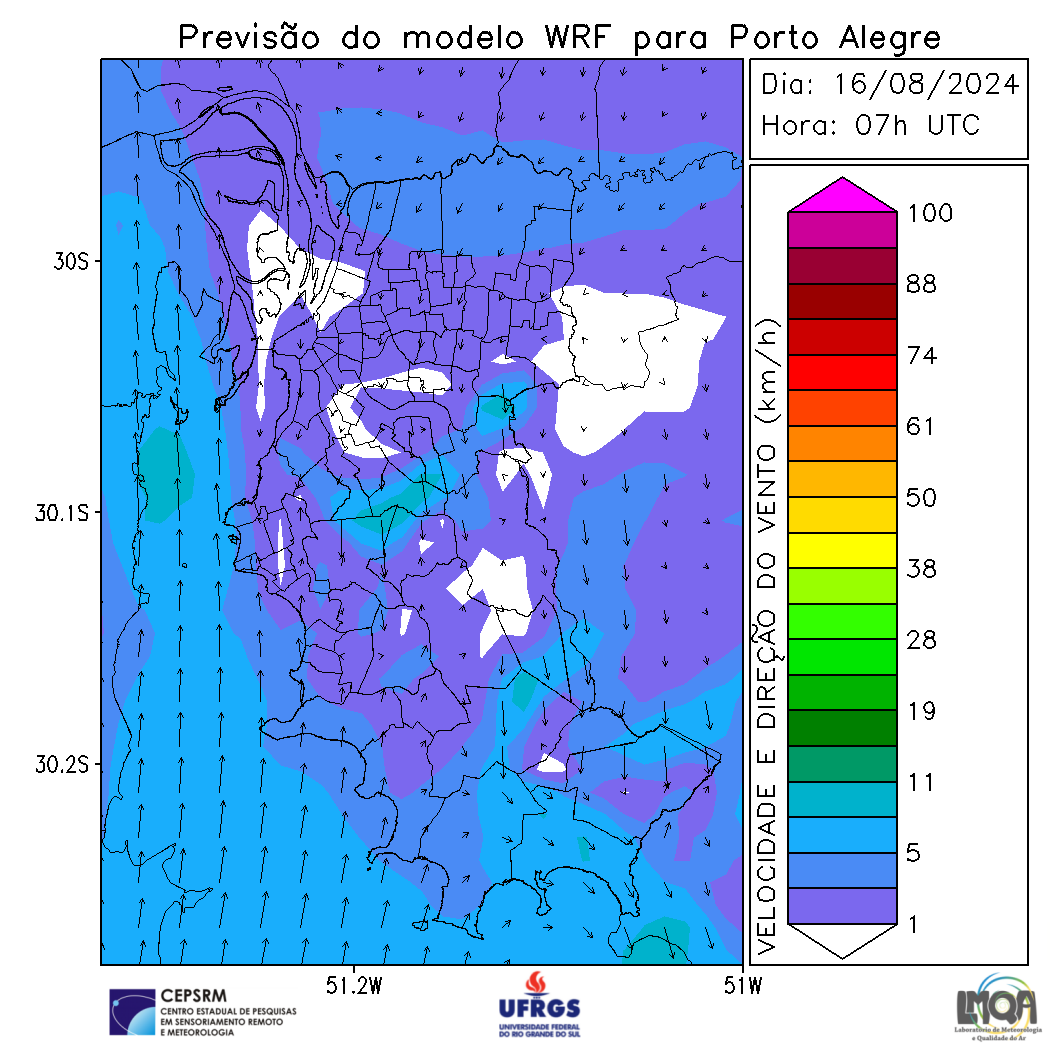 Previsão do modelo WRF para Porto Alegre
Dia: 16/08/2024
Hora: 07h UTC
30S
30.1S
30.2S
51.2W
51W
VELOCIDADE E DIREÇÃO DO VENTO (km/h)
100
88
74
61
50
38
28
19
11
5
1
CEPSRM
CENTRO ESTADUAL DE PESQUISAS
EM SENSORIAMENTO REMOTO
E METEOROLOGIA
UFRGS
UNIVERSIDADE FEDERAL
DO RIO GRANDE DO SUL
LMQA
Laboratório de Meteorologia
e Qualidade do Ar